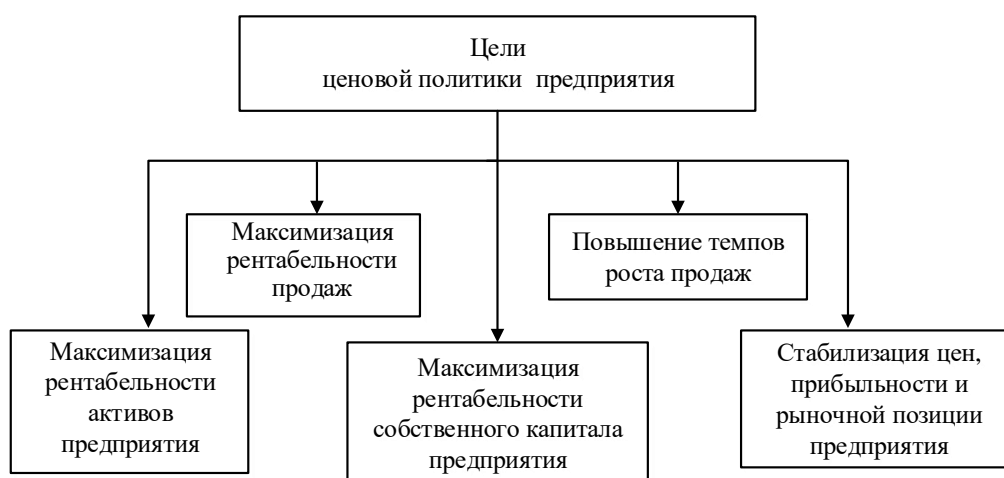 Цели
ценовой политики предприятия
Максимизация
рентабельности
продаж
Повышение темпов
роста продаж
Максимизация
рентабельности
активов
предприятия
Максимизация
рентабельности
собственного капитала
предприятия
Стабилизация цен,
прибыльности и
рыночной позиции
предприятия